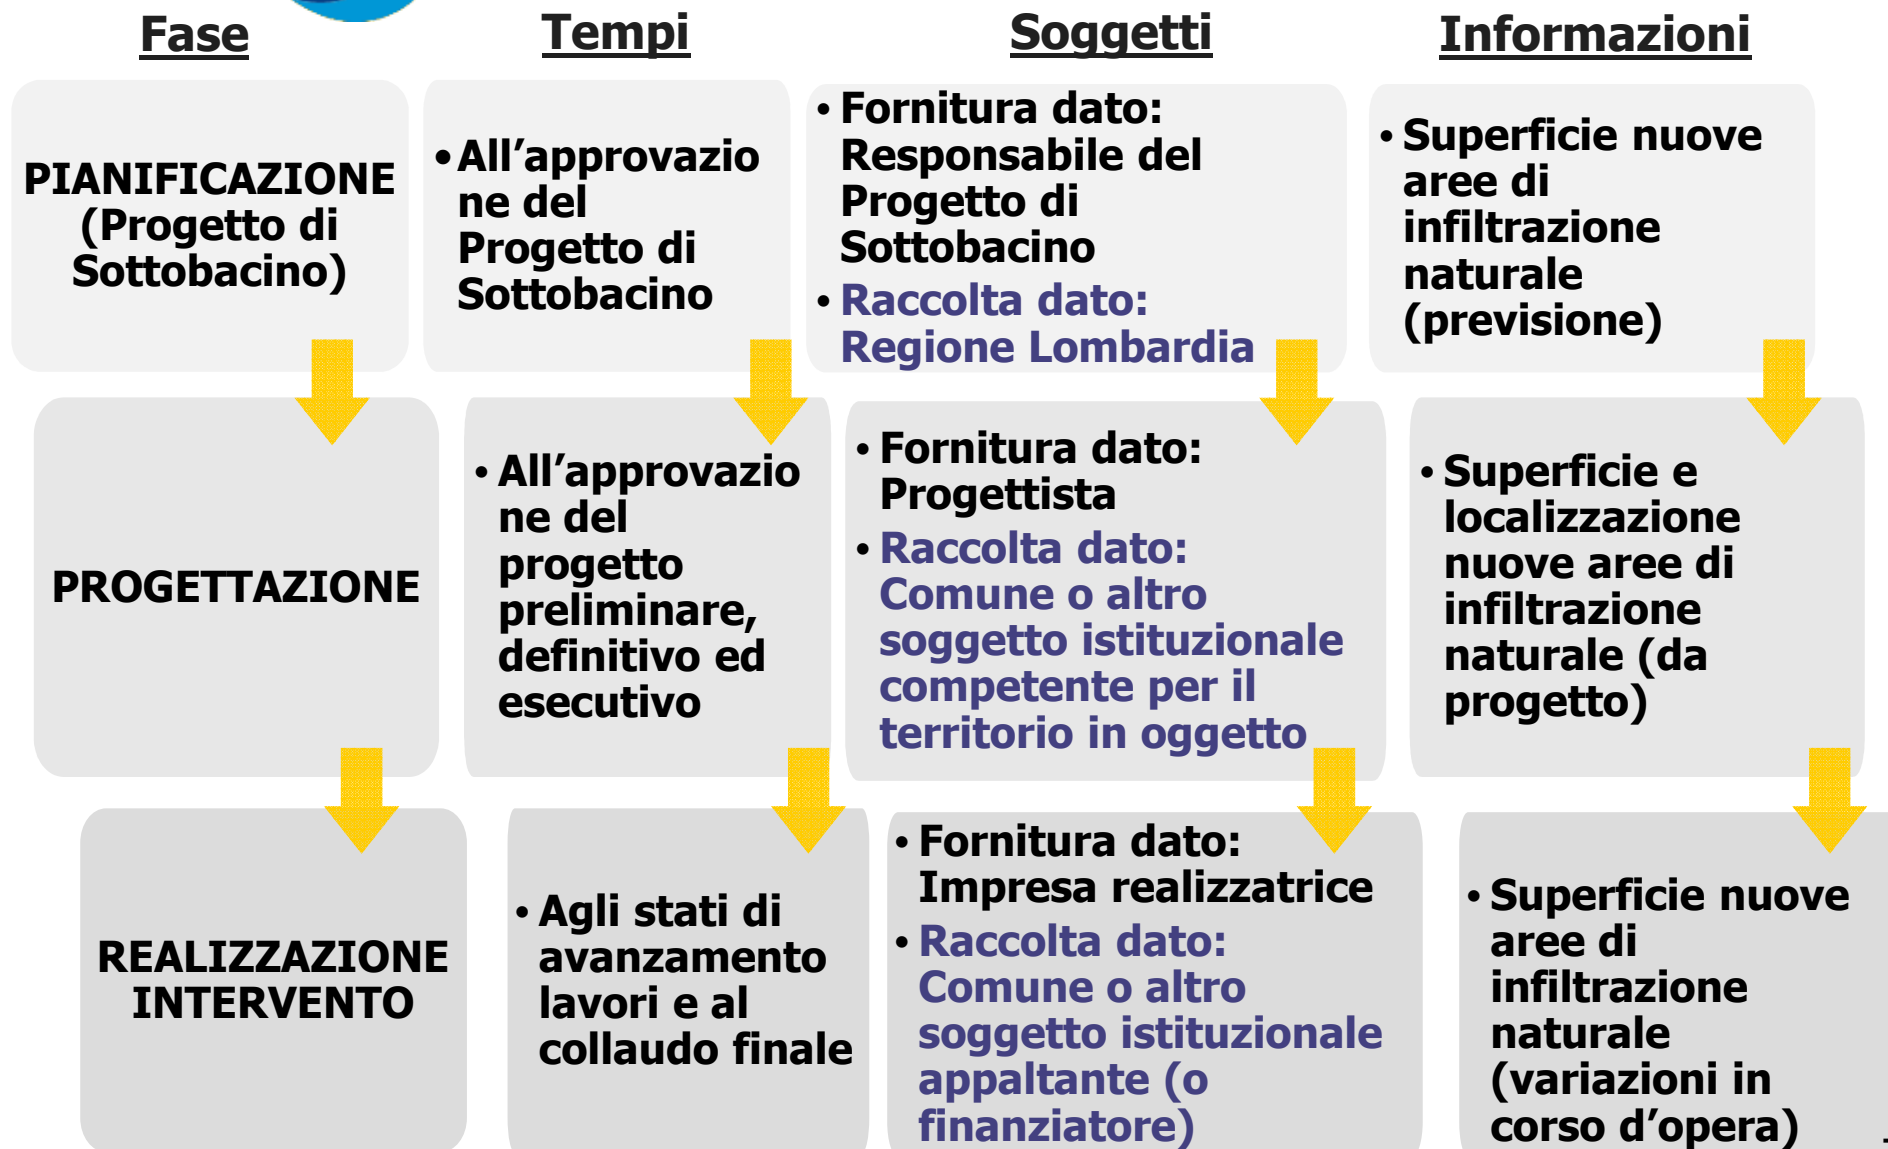 Fase
Tempi
Soggetti
Informazioni
PIANIFICAZIONE
(Progetto di
Sottobacino)
•All’approvazio
ne del
Progetto di
Sottobacino
• Fornitura dato:
Responsabile del
Progetto di
Sottobacino
• Raccolta dato:
Regione Lombardia
• Superficie nuove
aree di
infiltrazione
naturale
(previsione)
PROGETTAZIONE
• All’approvazio
ne del
progetto
preliminare,
definitivo ed
esecutivo
• Fornitura dato:
Progettista
• Raccolta dato:
Comune o altro
soggetto istituzionale
competente per il
territorio in oggetto
• Superficie e
localizzazione
nuove aree di
infiltrazione
naturale (da
progetto)
REALIZZAZIONE
INTERVENTO
• Agli stati di
avanzamento
lavori e al
collaudo finale
• Fornitura dato:
Impresa realizzatrice
• Raccolta dato:
Comune o altro
soggetto istituzionale
appaltante (o
finanziatore)
• Superficie nuove
aree di
infiltrazione
naturale
(variazioni in
corso d’opera)